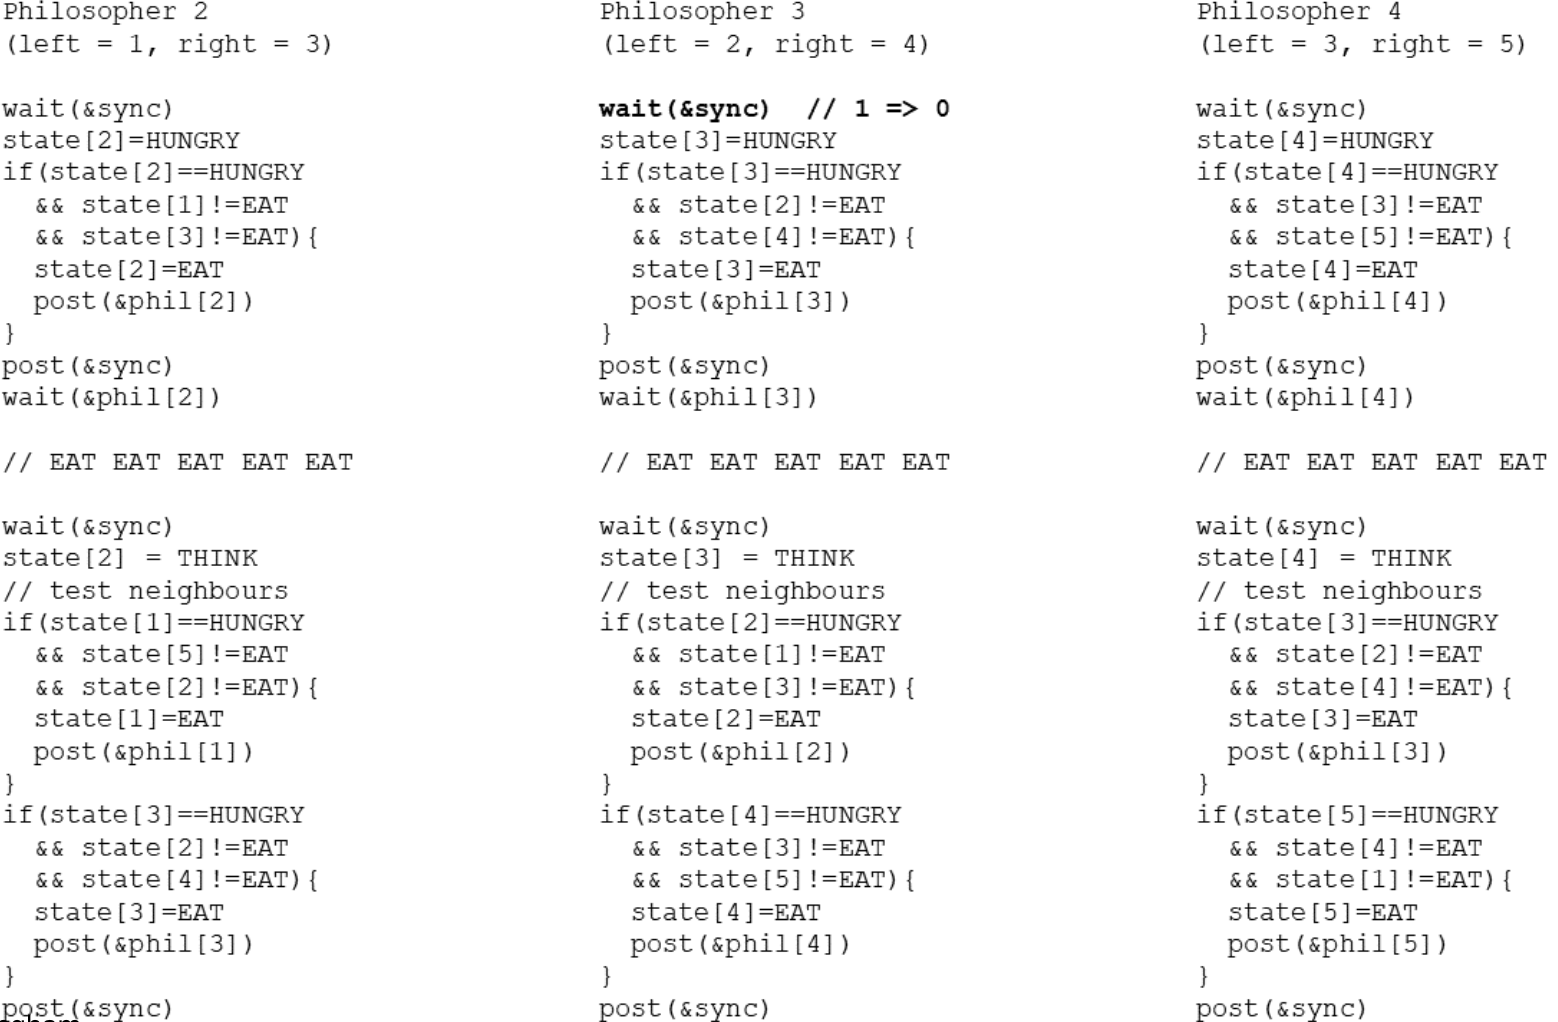 Philosopher 2
(left = 1, right = 3)
wait(&sync)
state[2]=HUNGRY
if(state[2]==HUNGRY
  && state[1]!=EAT
  && state[3]!=EAT){
  state[2]=EAT
  post(&phil[2])
}
post(&sync)
wait(&phil[2])
// EAT EAT EAT EAT EAT
wait(&sync)
state[2] = THINK
// test neighbours
if(state[1]==HUNGRY
  && state[5]!=EAT
  && state[2]!=EAT){
  state[1]=EAT
  post(&phil[1])
}
if(state[3]==HUNGRY
  && state[2]!=EAT
  && state[4]!=EAT){
  state[3]=EAT
  post(&phil[3])
}
post(&sync)
Philosopher 3
(left = 2, right = 4)
wait(&sync)  // 1 => 0
state[3]=HUNGRY
if(state[3]==HUNGRY
  && state[2]!=EAT
  && state[4]!=EAT){
  state[3]=EAT
  post(&phil[3])
}
post(&sync)
wait(&phil[3])
// EAT EAT EAT EAT EAT
wait(&sync)
state[3] = THINK
// test neighbours
if(state[2]==HUNGRY
  && state[1]!=EAT
  && state[3]!=EAT){
  state[2]=EAT
  post(&phil[2])
}
if(state[4]==HUNGRY
  && state[3]!=EAT
  && state[5]!=EAT){
  state[4]=EAT
  post(&phil[4])
}
post(&sync)
Philosopher 4
(left = 3, right = 5)
wait(&sync)
state[4]=HUNGRY
if(state[4]==HUNGRY
  && state[3]!=EAT
  && state[5]!=EAT){
  state[4]=EAT
  post(&phil[4])
}
post(&sync)
wait(&phil[4])
// EAT EAT EAT EAT EAT
wait(&sync)
state[4] = THINK
// test neighbours
if(state[3]==HUNGRY
  && state[2]!=EAT
  && state[4]!=EAT){
  state[3]=EAT
  post(&phil[3])
}
if(state[5]==HUNGRY
  && state[4]!=EAT
  && state[1]!=EAT){
  state[5]=EAT
  post(&phil[5])
}
post(&sync)